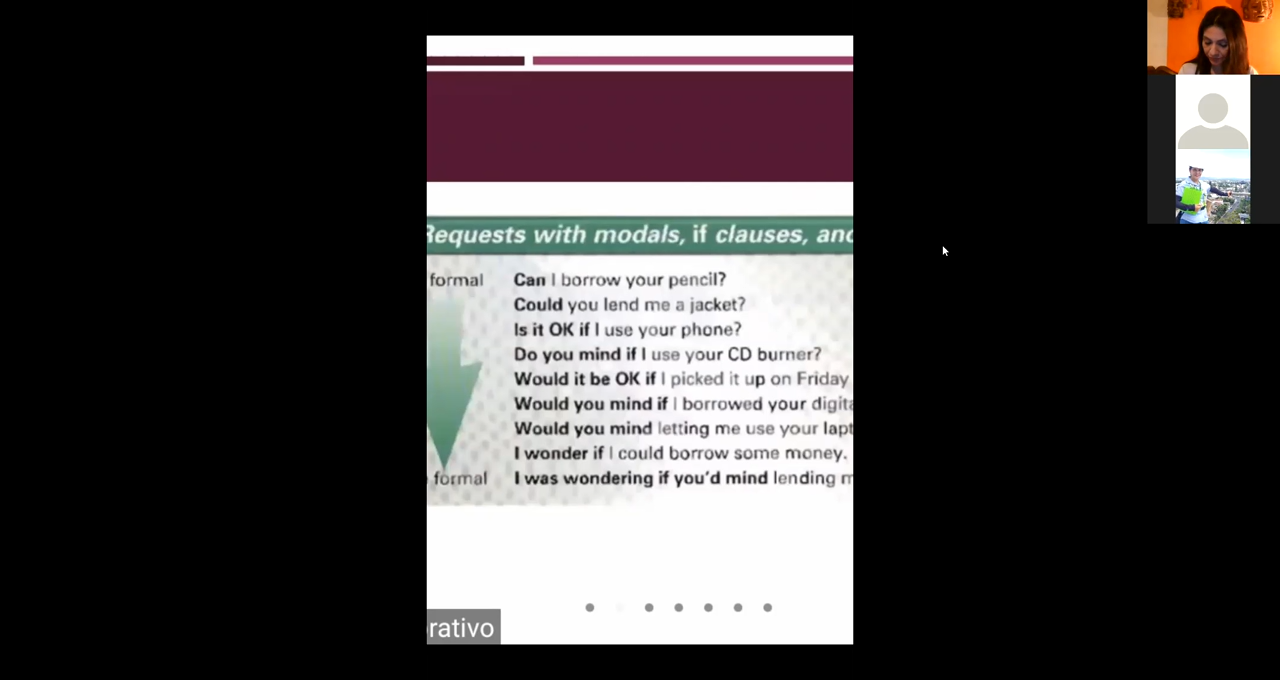 Requests with modals, if clauses, and
formal Can I borrow your pencil?
Could you lend me a jacket?
Is it OK if I use your phone?
Do you mind if I use your CD burner?
Would it be OK if I picked it up on Friday
Would you mind if I borrowed your digita
Would you mind letting me use your lapt
I wonder if I could borrow some money.
formal I was wondering if you'd mind lending m
rativo